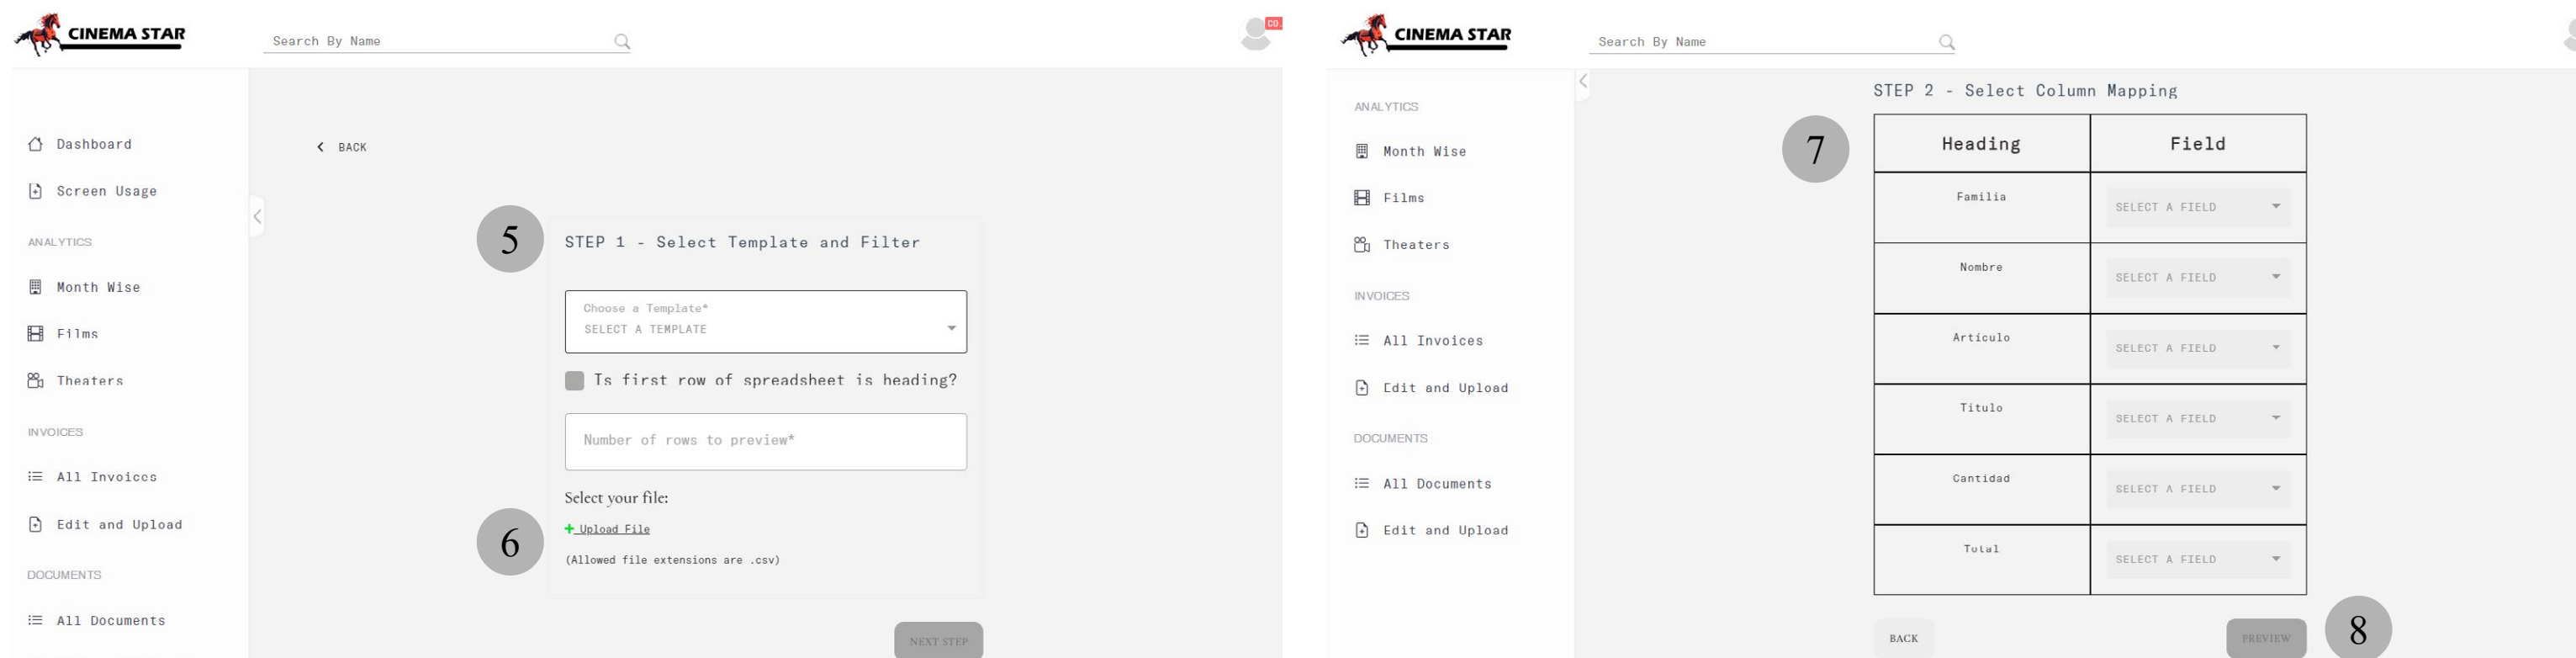 CINEMA STAR
Search By Name
CO.
Dashboard
Screen Usage
ANALYTICS
Month Wise
Films
Theaters
INVOICES
All Invoices
Edit and Upload
DOCUMENTS
All Documents
BACK
5
STEP 1 - Select Template and Filter
Choose a Template*
SELECT A TEMPLATE
Is first row of spreadsheet is heading?
Number of rows to preview*
Select your file:
6
+ Upload File
(Allowed file extensions are .csv)
NEXT STEP
CINEMA STAR
Search By Name
ANALYTICS
Month Wise
Films
Theaters
INVOICES
All Invoices
Edit and Upload
DOCUMENTS
All Documents
Edit and Upload
STEP 2 - Select Column Mapping
7
Heading Field
Familia SELECT A FIELD
Nombre SELECT A FIELD
Artículo SELECT A FIELD
Titulo SELECT A FIELD
Cantidad SELECT A FIELD
Total SELECT A FIELD
BACK PREVIEW
8